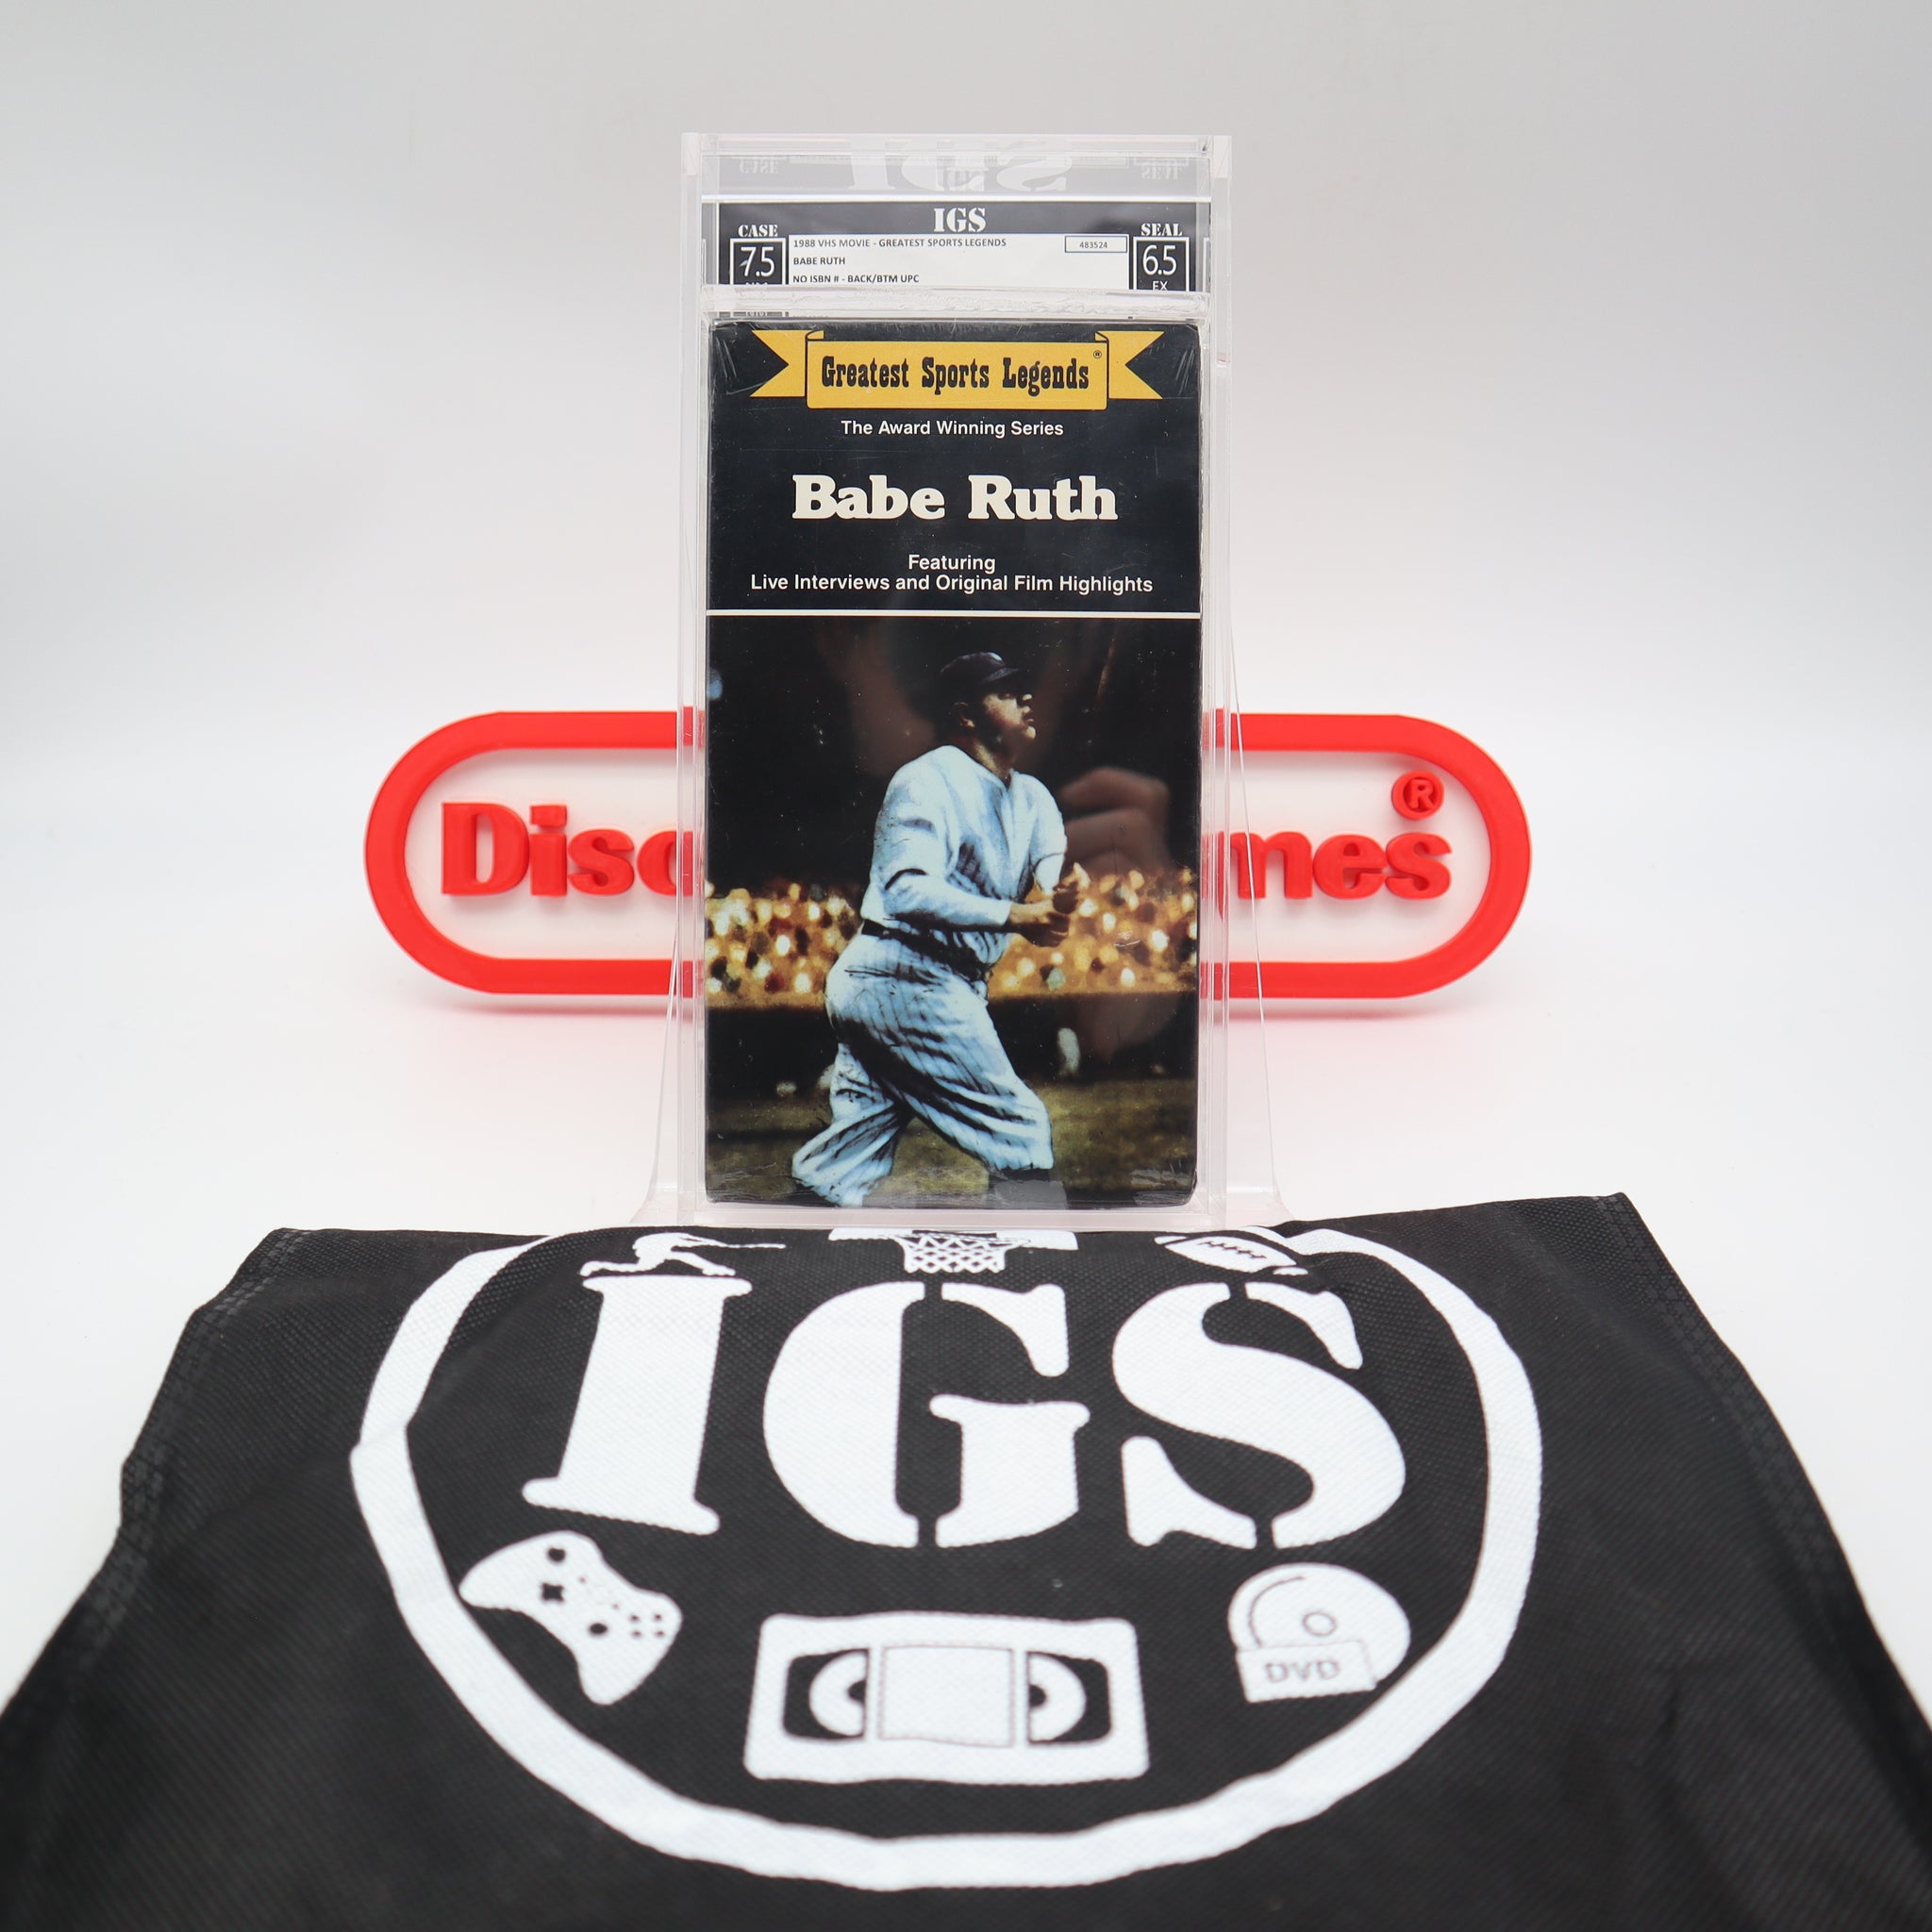 IGS
CASE
7.5
1988 VHS MOVIE - GREATEST SPORTS LEGENDS
BABE RUTH
NO ISBN # - BACK/BTM UPC
483524
SEAL
6.5
EX
Greatest Sports Legends®
The Award Winning Series
Babe Ruth
Featuring
Live Interviews and Original Film Highlights
Disc mes®
IGS
DVD